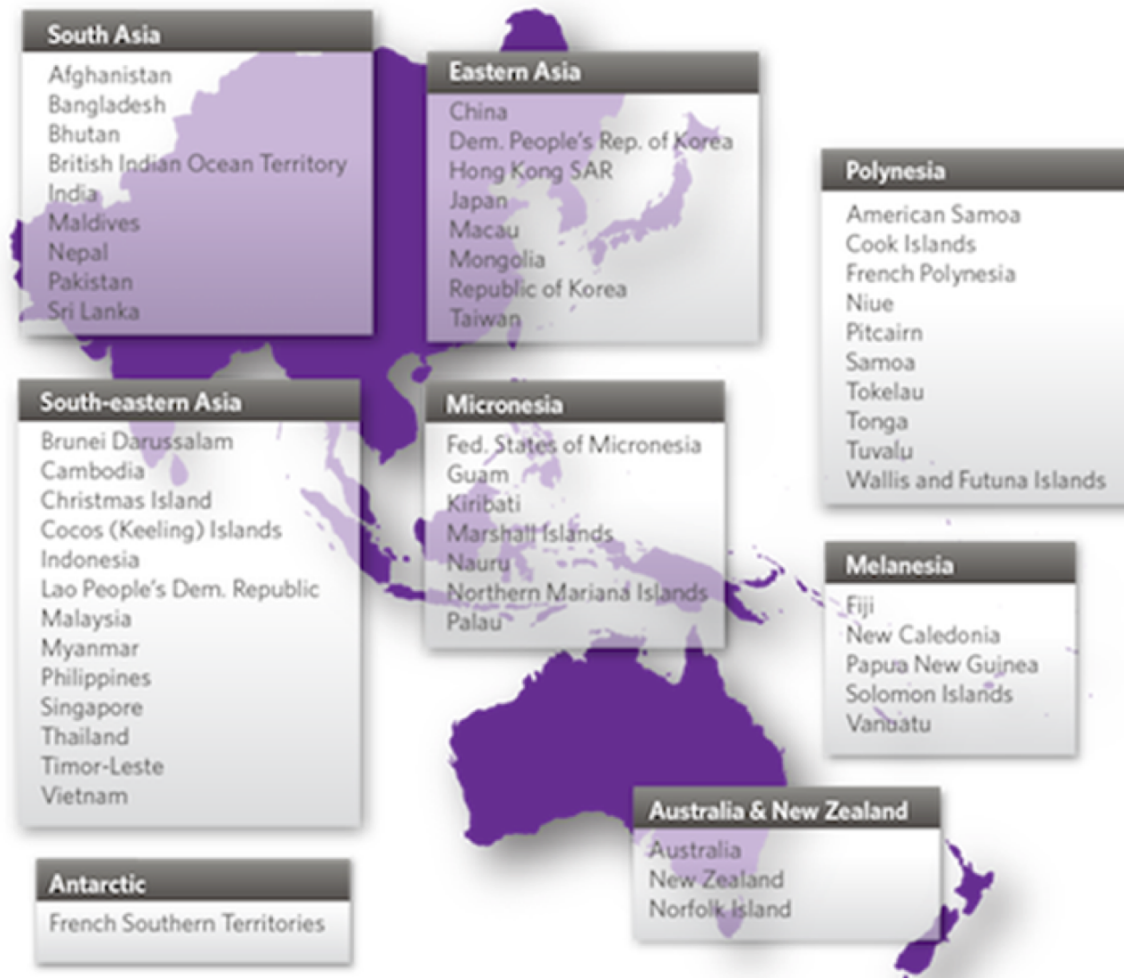 South Asia
Afghanistan
Bangladesh
Bhutan
British Indian Ocean Territory
India
Maldives
Nepal
Pakistan
Sri Lanka
Eastern Asia
China
Dem. People's Rep. of Korea
Hong Kong SAR
Japan
Macau
Mongolia
Republic of Korea
Taiwan
Polynesia
American Samoa
Cook Islands
French Polynesia
Niue
Pitcairn
Samoa
Tokelau
Tonga
Tuvalu
Wallis and Futuna Islands
South-eastern Asia
Brunei Darussalam
Cambodia
Christmas Island
Cocos (Keeling) Islands
Indonesia
Lao People's Dem. Republic
Malaysia
Myanmar
Philippines
Singapore
Thailand
Timor-Leste
Vietnam
Micronesia
Fed. States of Micronesia
Guam
Kiribati
Marshall Islands
Nauru
Northern Mariana Islands
Palau
Melanesia
Fiji
New Caledonia
Papua New Guinea
Solomon Islands
Vanuatu
Australia & New Zealand
Australia
New Zealand
Norfolk Island
Antarctic
French Southern Territories